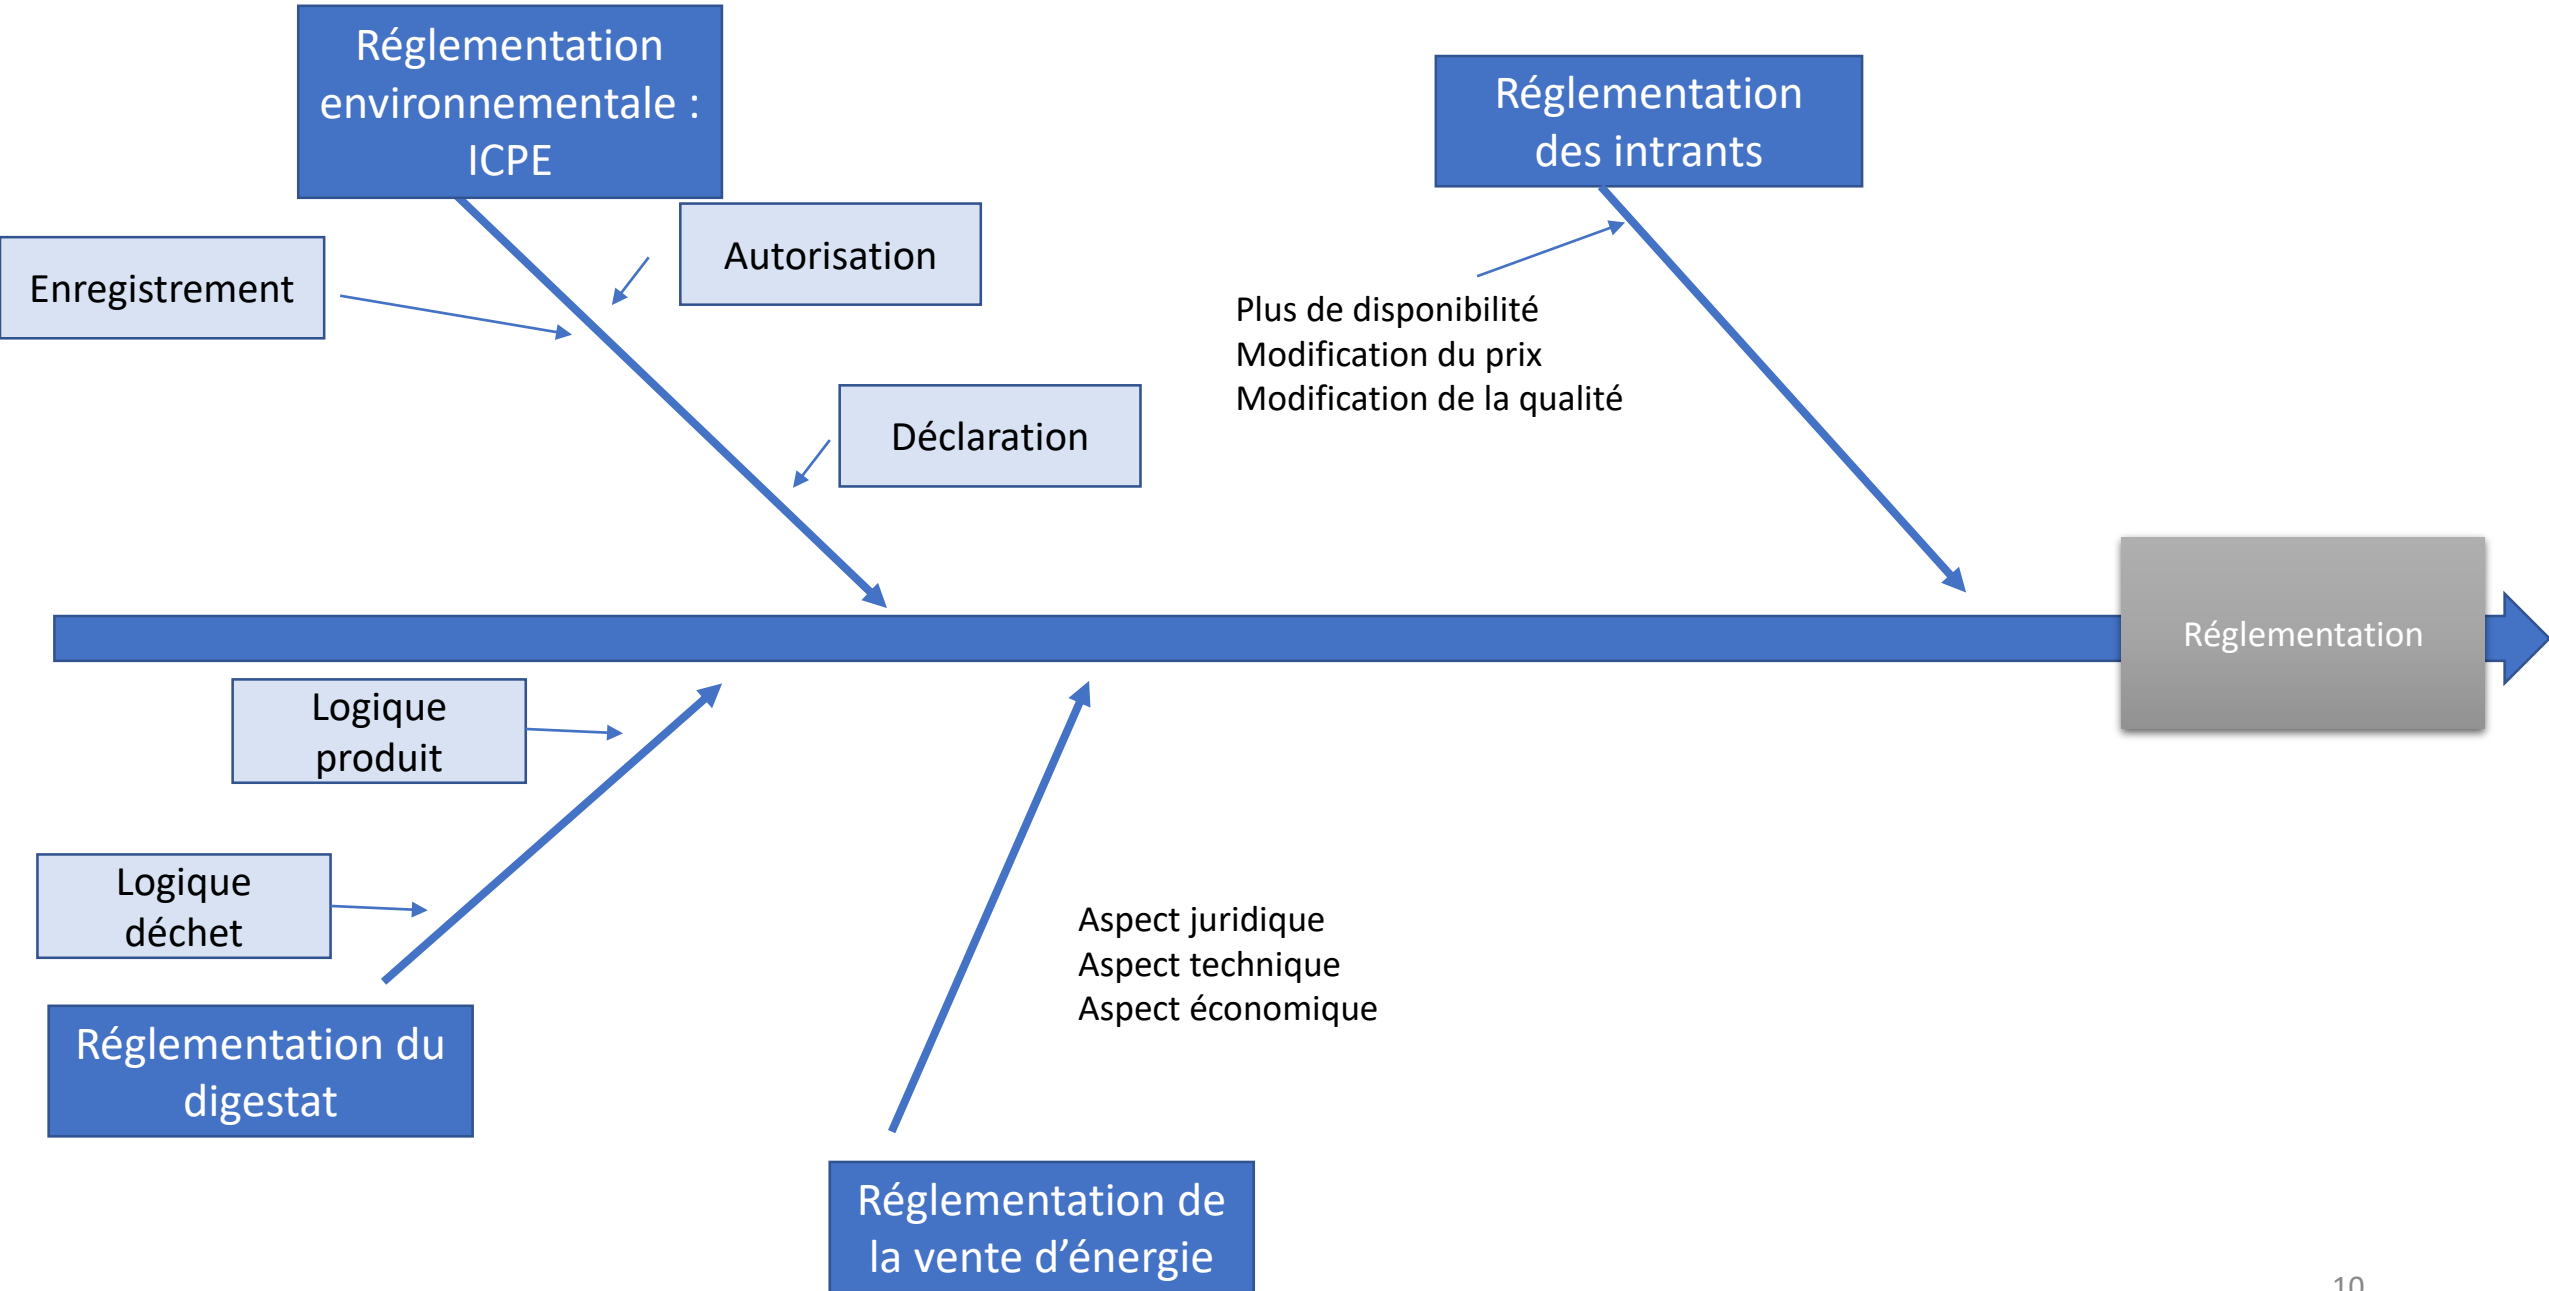 Réglementation
environnementale :
ICPE
Réglementation
des intrants
Autorisation
Enregistrement
Plus de disponibilité
Modification du prix
Modification de la qualité
Déclaration
Réglementation
Logique
produit
Logique
déchet
Aspect juridique
Aspect technique
Aspect économique
Réglementation du
digestat
Réglementation de
la vente d’énergie
10